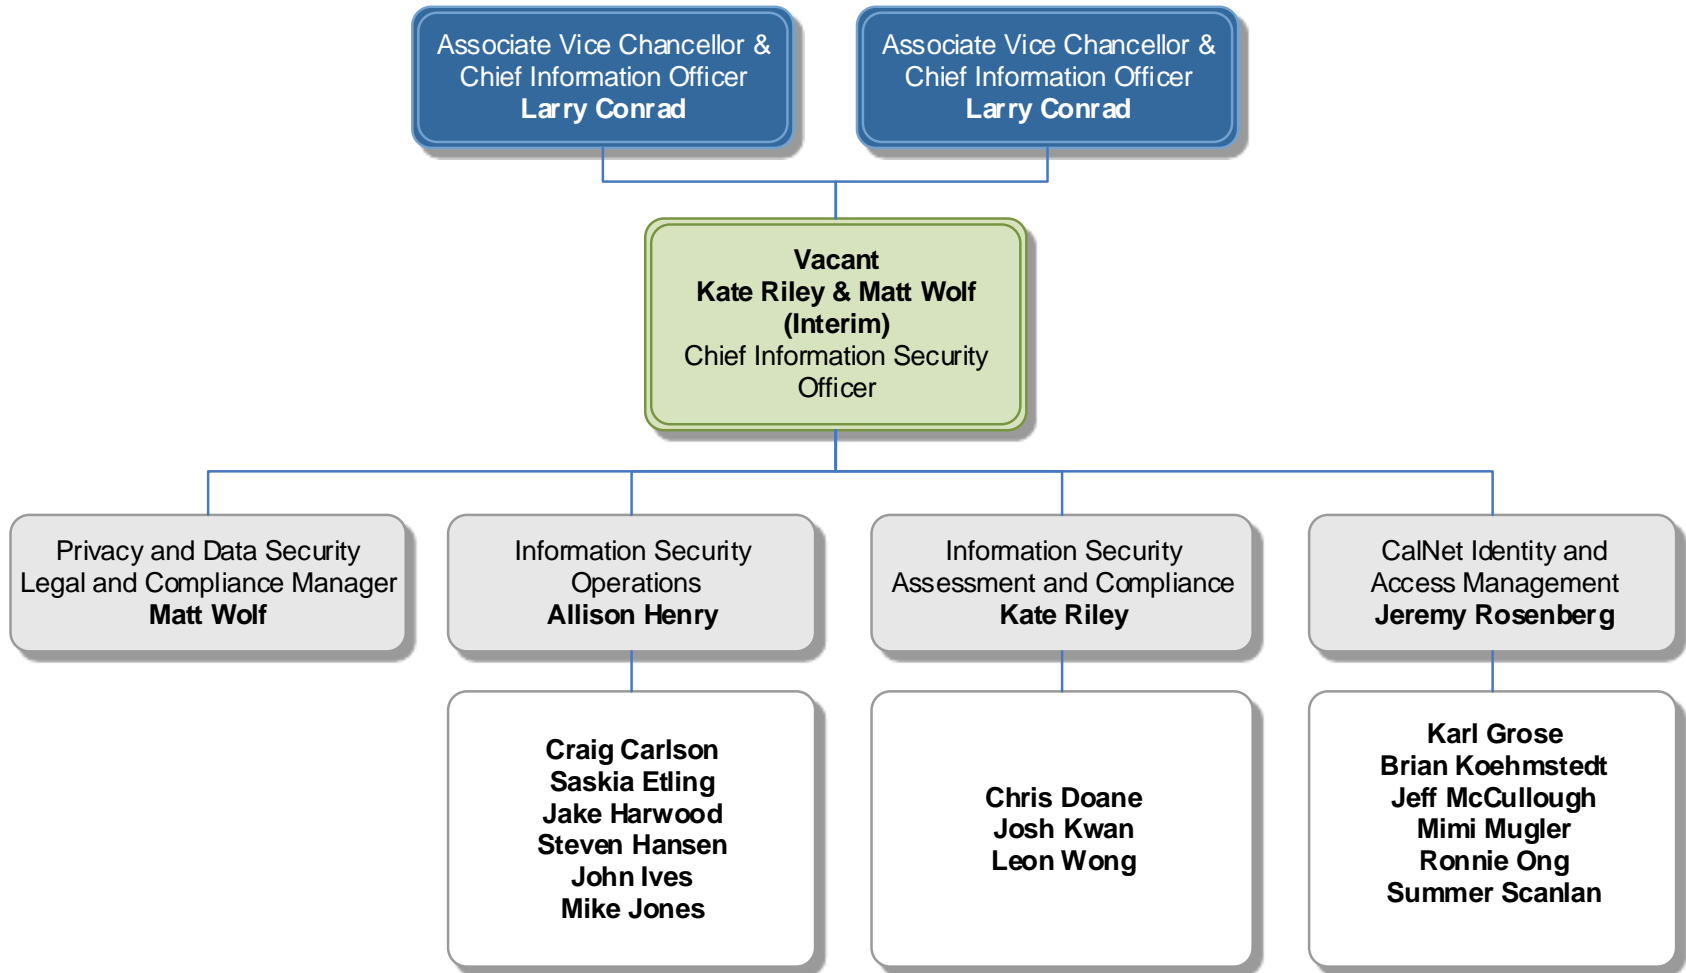 Associate Vice Chancellor &
Chief Information Officer
Larry Conrad
Associate Vice Chancellor &
Chief Information Officer
Larry Conrad
Vacant
Kate Riley & Matt Wolf
(Interim)
Chief Information Security
Officer
Privacy and Data Security
Legal and Compliance Manager
Matt Wolf
Information Security
Operations
Allison Henry
Information Security
Assessment and Compliance
Kate Riley
CalNet Identity and
Access Management
Jeremy Rosenberg
Craig Carlson
Saskia Etling
Jake Harwood
Steven Hansen
John Ives
Mike Jones
Chris Doane
Josh Kwan
Leon Wong
Karl Grose
Brian Koehmstedt
Jeff McCullough
Mimi Mugler
Ronnie Ong
Summer Scanlan